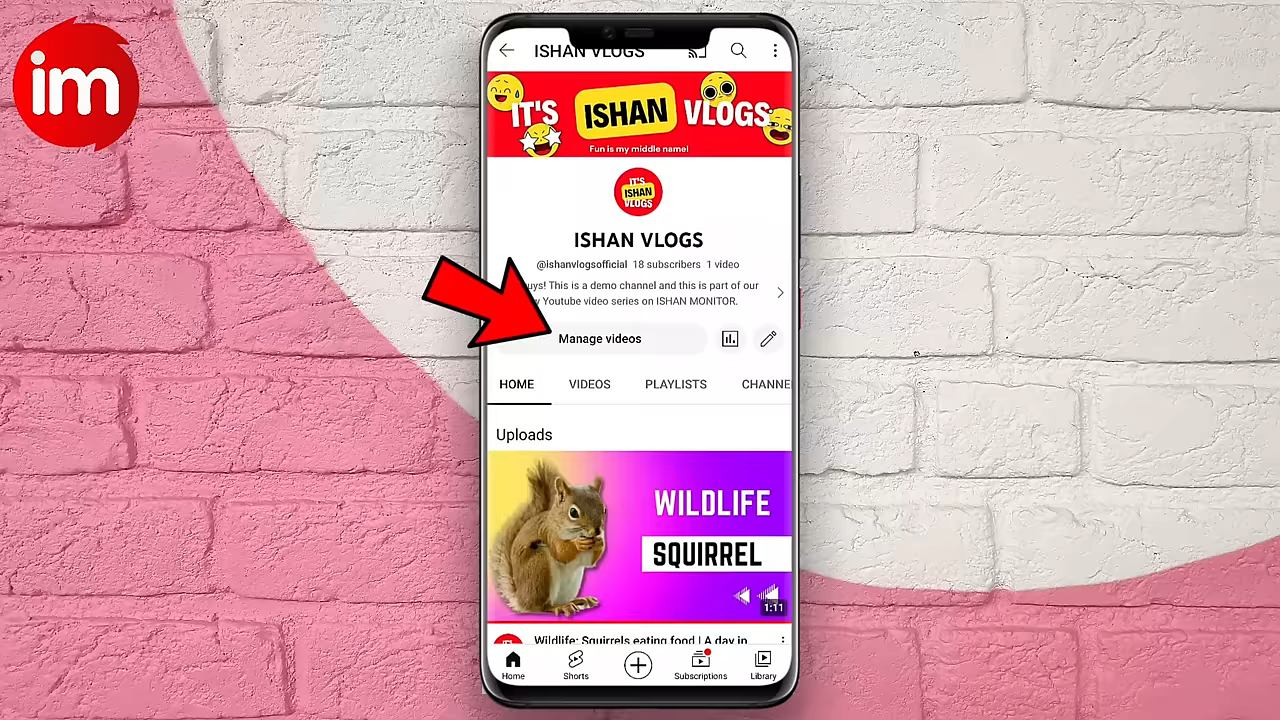 im
ISHAN VLOGS
IT'S ISHAN VLOGS
Fun is my middle name!
IT'S
ISHAN
VLOGS
ISHAN VLOGS
@ishanvlogsofficial 18 subscribers 1 video
uys! This is a demo channel and this is part of our
Youtube video series on ISHAN MONITOR.
Manage videos
HOME VIDEOS PLAYLISTS CHANNE
Uploads
WILDLIFE
SQUIRREL
1:11
Wildlife: Squirrels eating food | A day in
Home Shorts Subscriptions Library